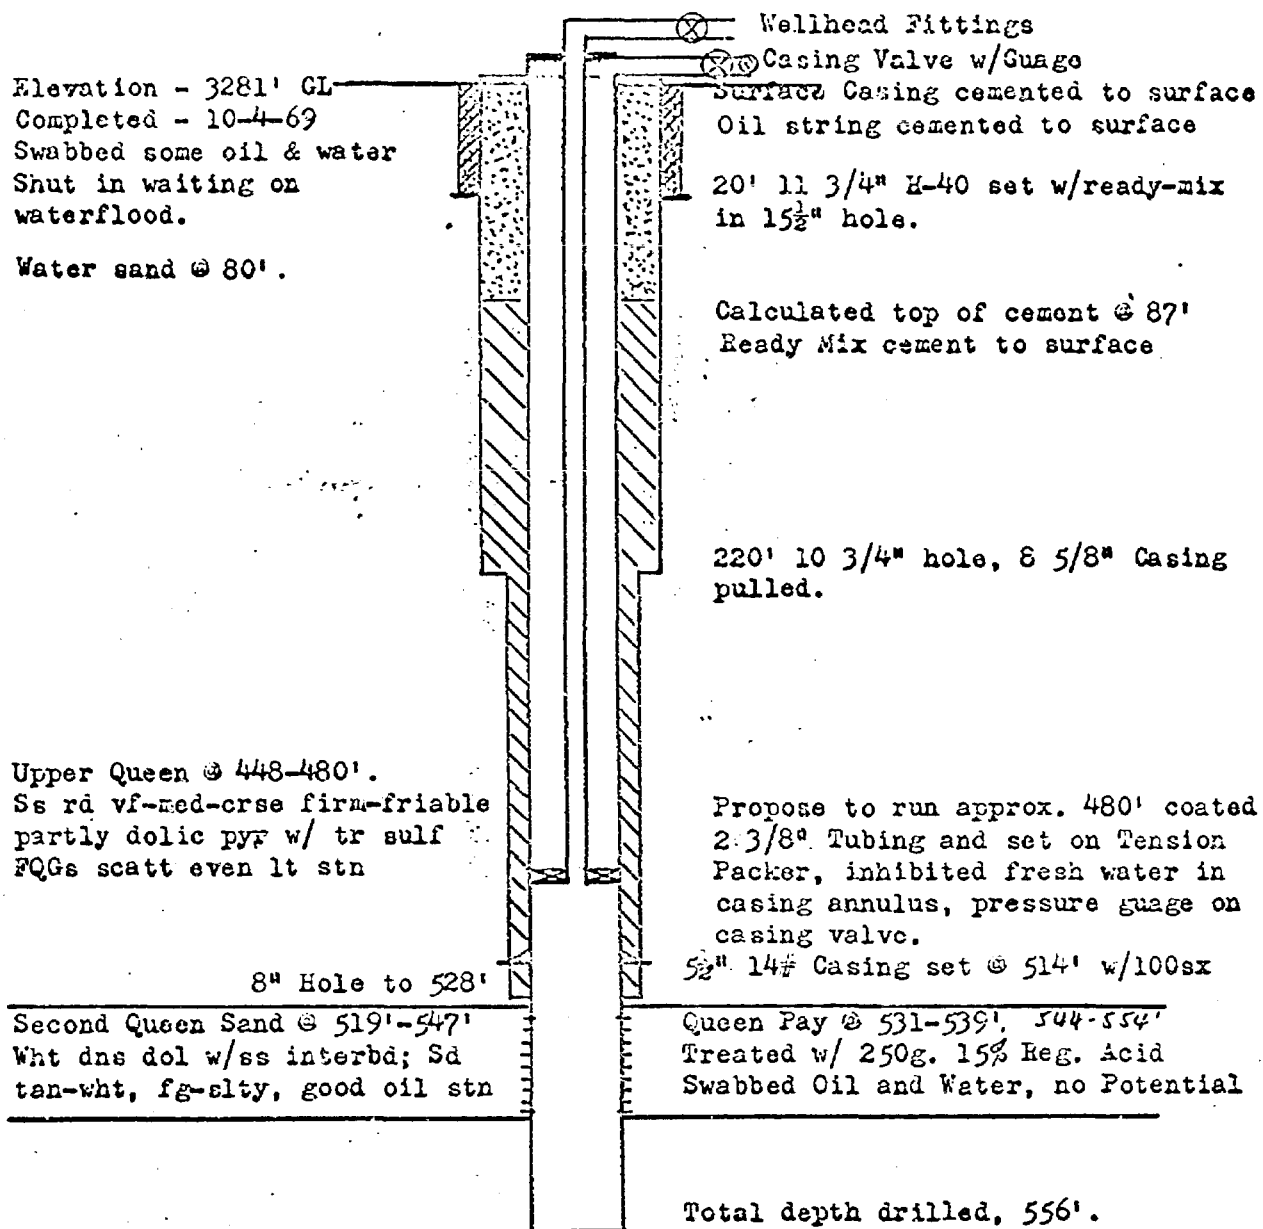 Wellhead Fittings
Casing Valve w/Guage
Elevation - 3281' GL
Completed - 10-4-69
Swabbed some oil & water
Shut in waiting on
waterflood.
Water sand @ 80'.
Surface Casing cemented to surface
Oil string cemented to surface
20' 11 3/4" H-40 set w/ready-mix
in 15½" hole.
Calculated top of cement @ 87'
Ready Mix cement to surface
220' 10 3/4" hole, 8 5/8" Casing
pulled.
Upper Queen @ 448-480'.
Ss rd vf-med-crse firm-friable
partly dolic pyr w/ tr sulf
FQGs scatt even lt stn
Propose to run approx. 480' coated
2 3/8" Tubing and set on Tension
Packer, inhibited fresh water in
casing annulus, pressure guage on
casing valve.
5½" 14# Casing set @ 514' w/100sx
8" Hole to 528'
Second Queen Sand @ 519'-547'
Wht dns dol w/ss interbd; Sd
tan-wht, fg-slty, good oil stn
Queen Pay @ 531-539', 544-554'
Treated w/ 250g. 15% Reg. Acid
Swabbed Oil and Water, no Potential
Total depth drilled, 556'.